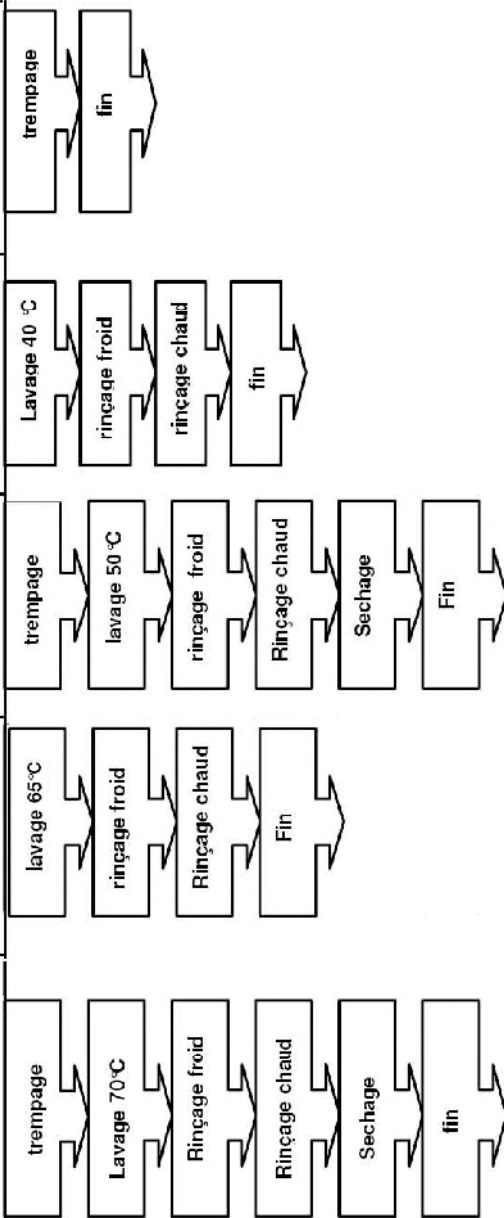 trempage
Lavage 70°C
Rinçage froid
Rinçage chaud
Sechage
fin
lavage 65°C
rinçage froid
Rinçage chaud
Fin
trempage
lavage 50°C
rinçage froid
Rinçage chaud
Sechage
Fin
Lavage 40 °C
rinçage froid
rinçage chaud
fin
trempage
fin